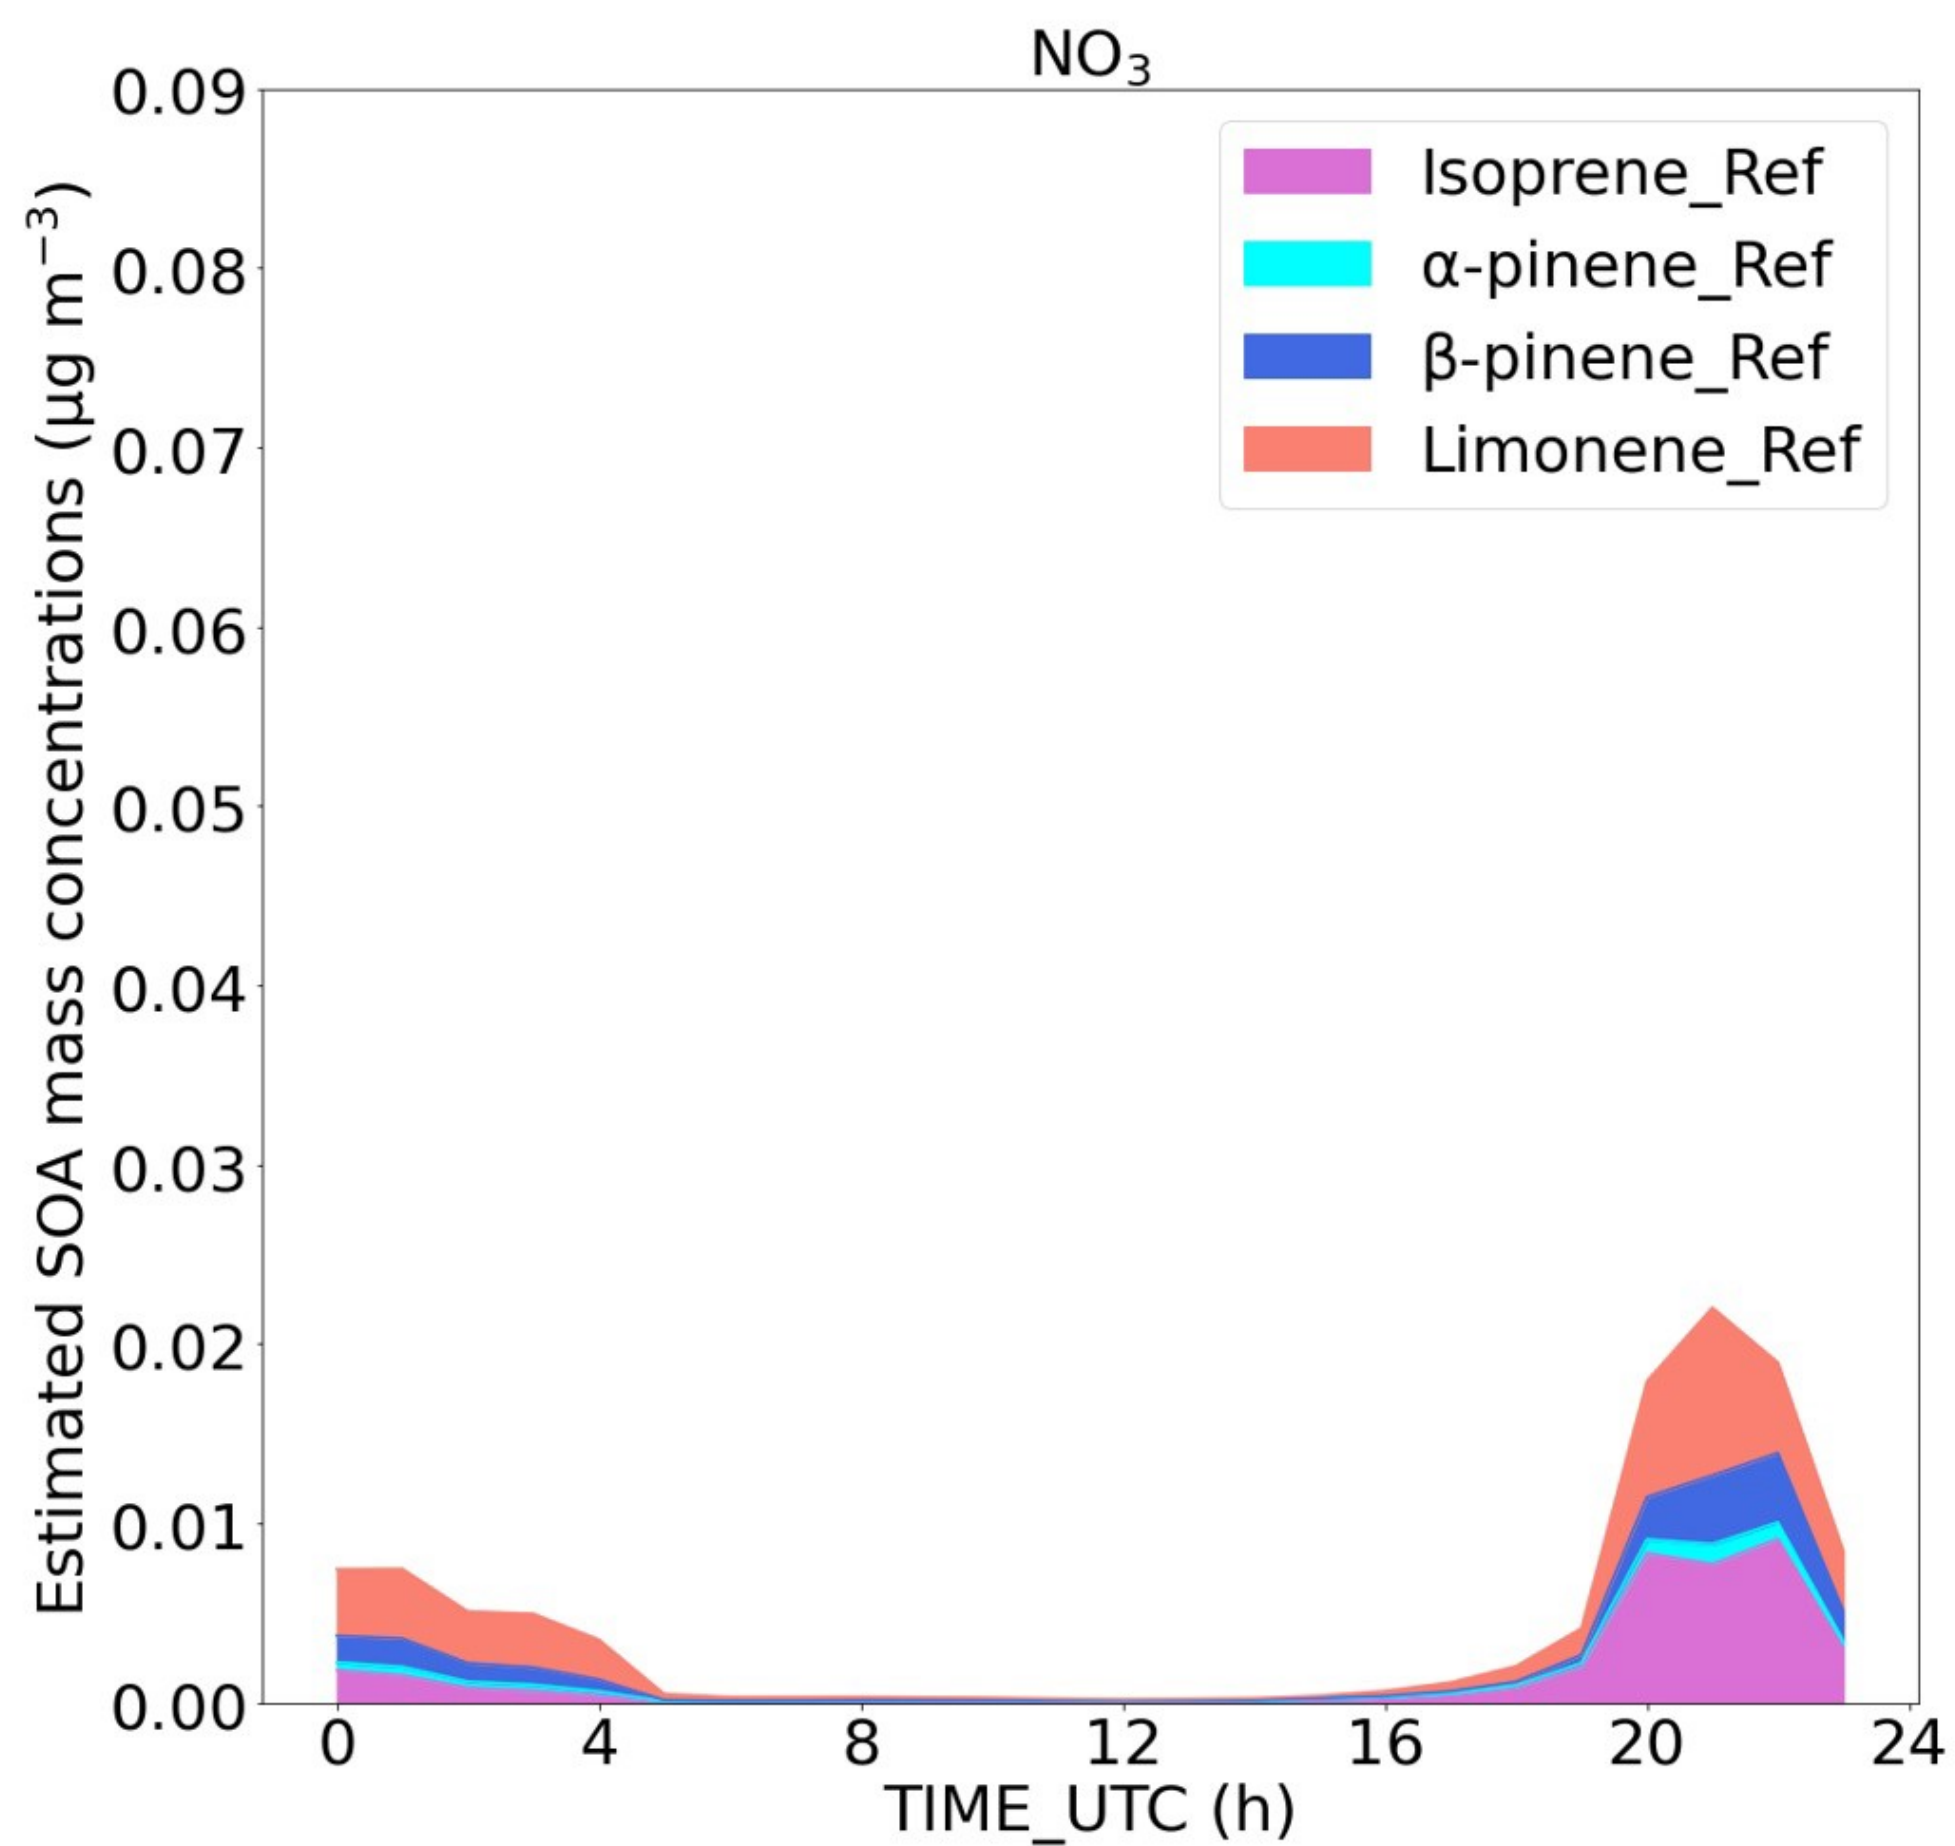 NO₃
Estimated SOA mass concentrations (µg m⁻³)
0.09
0.08
0.07
0.06
0.05
0.04
0.03
0.02
0.01
0.00
Isoprene_Ref
α-pinene_Ref
β-pinene_Ref
Limonene_Ref
0 4 8 12 16 20 24
TIME_UTC (h)